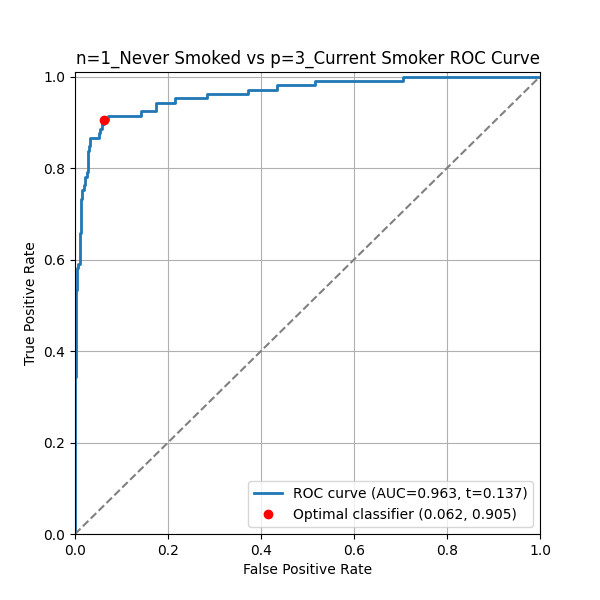 n=1_Never Smoked vs p=3_Current Smoker ROC Curve
1.0
0.8
0.6
0.4
0.2
0.0
True Positive Rate
ROC curve (AUC=0.963, t=0.137)
Optimal classifier (0.062, 0.905)
0.0 0.2 0.4 0.6 0.8 1.0
False Positive Rate